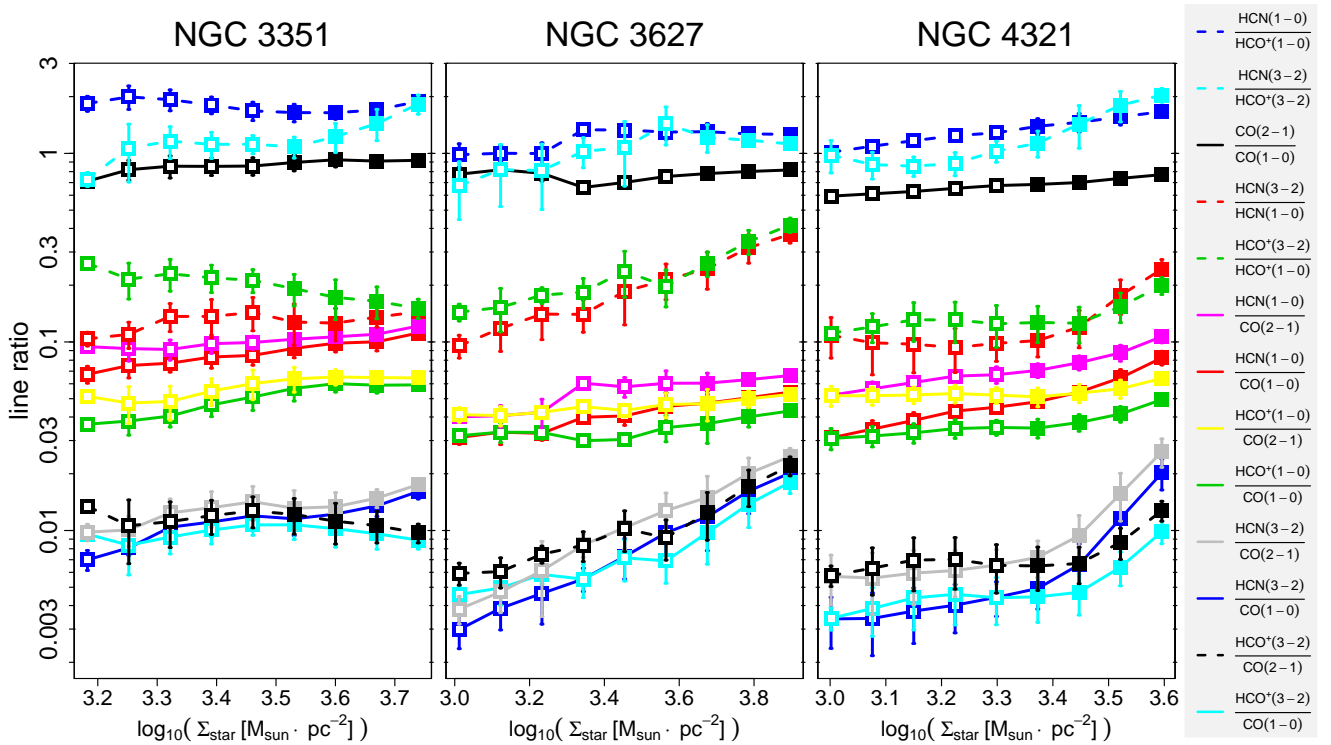 NGC 3351 NGC 3627 NGC 4321
line ratio
3
1
0.3
0.1
0.03
0.01
0.003
3.2 3.3 3.4 3.5 3.6 3.7
3.0 3.2 3.4 3.6 3.8
3.0 3.1 3.2 3.3 3.4 3.5 3.6
log₁₀( Σstar [Msun · pc⁻² ] )
log₁₀( Σstar [Msun · pc⁻² ] )
log₁₀( Σstar [Msun · pc⁻² ] )
HCN(1−0)
HCO⁺(1−0)
HCN(3−2)
HCO⁺(3−2)
CO(2−1)
CO(1−0)
HCN(3−2)
HCN(1−0)
HCO⁺(3−2)
HCO⁺(1−0)
HCN(1−0)
CO(2−1)
HCN(1−0)
CO(1−0)
HCO⁺(1−0)
CO(2−1)
HCO⁺(1−0)
CO(1−0)
HCN(3−2)
CO(2−1)
HCN(3−2)
CO(1−0)
HCO⁺(3−2)
CO(2−1)
HCO⁺(3−2)
CO(1−0)